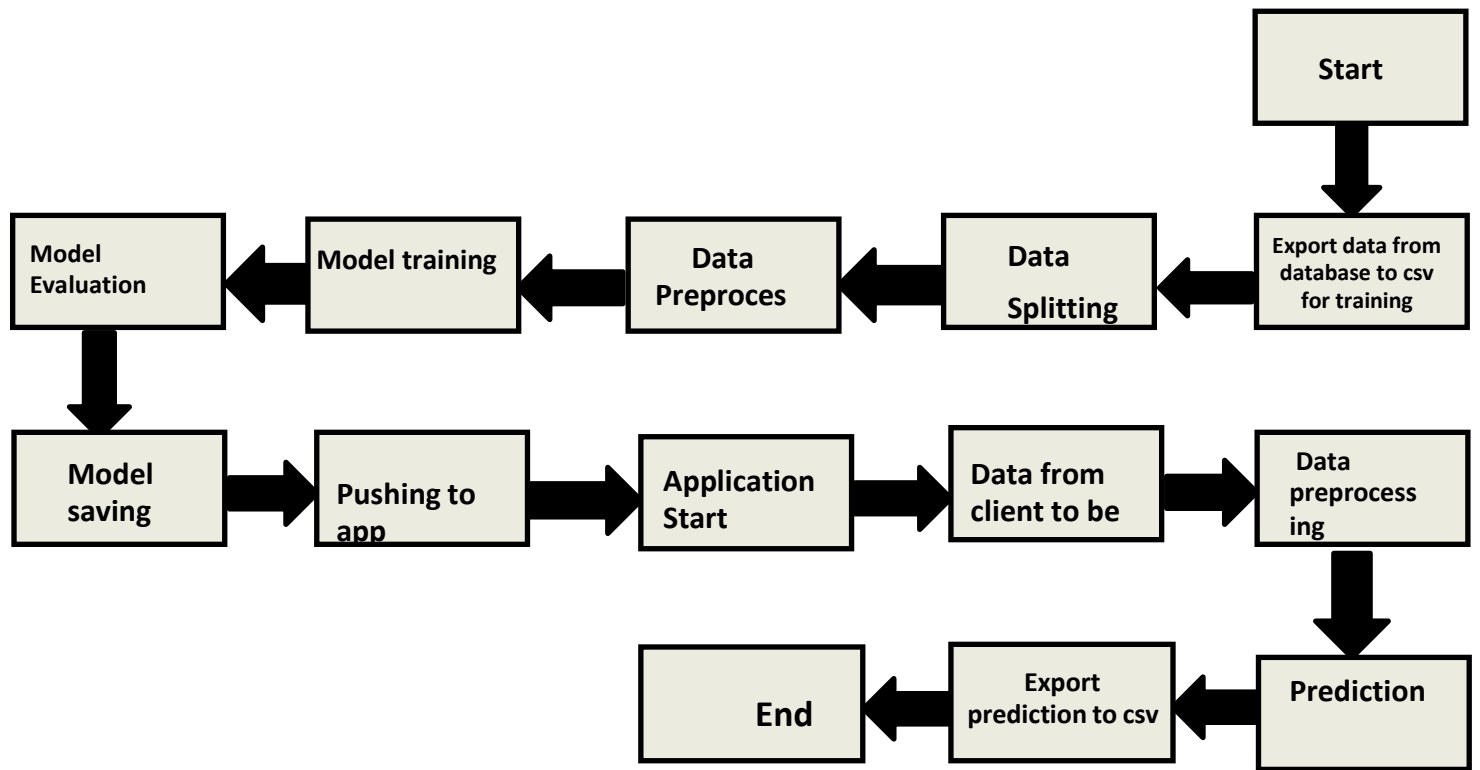 Start
Export data from
database to csv
for training
Data
Splitting
Data
Preproces
Model training
Model
Evaluation
Model
saving
Pushing to
app
Application
Start
Data from
client to be
Data
preprocess
ing
Prediction
Export
prediction to csv
End